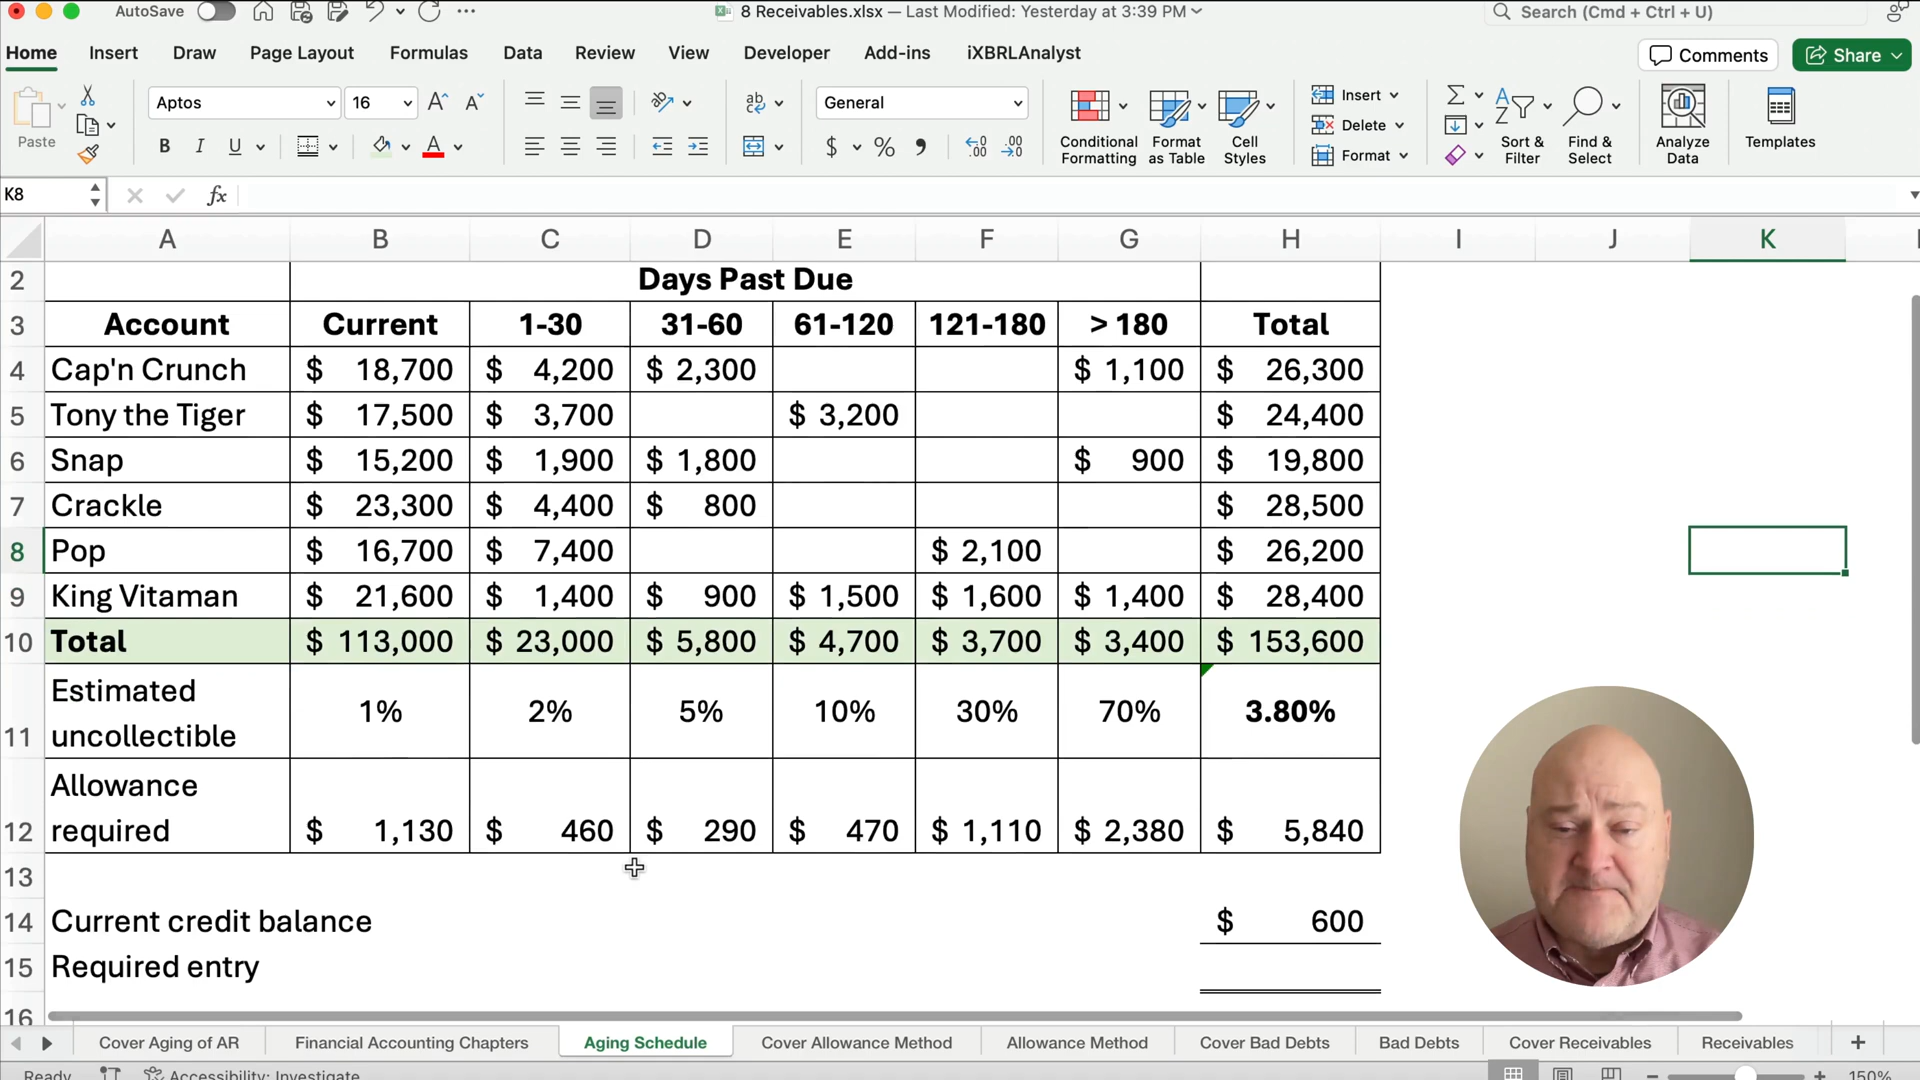 AutoSave
8 Receivables.xlsx — Last Modified: Yesterday at 3:39 PM
Search (Cmd + Ctrl + U)
Home Insert Draw Page Layout Formulas Data Review View Developer Add-ins iXBRLAnalyst Comments Share
Paste Aptos 16 General Conditional Formatting Format as Table Cell Styles Insert Delete Format Sort & Filter Find & Select Analyze Data Templates
K8 fx
A B C D E F G H I J K
2 Days Past Due
3 Account Current 1-30 31-60 61-120 121-180 > 180 Total
4 Cap'n Crunch $ 18,700 $ 4,200 $ 2,300 $ 1,100 $ 26,300
5 Tony the Tiger $ 17,500 $ 3,700 $ 3,200 $ 24,400
6 Snap $ 15,200 $ 1,900 $ 1,800 $ 900 $ 19,800
7 Crackle $ 23,300 $ 4,400 $ 800 $ 28,500
8 Pop $ 16,700 $ 7,400 $ 2,100 $ 26,200
9 King Vitaman $ 21,600 $ 1,400 $ 900 $ 1,500 $ 1,600 $ 1,400 $ 28,400
10 Total $ 113,000 $ 23,000 $ 5,800 $ 4,700 $ 3,700 $ 3,400 $ 153,600
11 Estimated uncollectible 1% 2% 5% 10% 30% 70% 3.80%
12 Allowance required $ 1,130 $ 460 $ 290 $ 470 $ 1,110 $ 2,380 $ 5,840
13
14 Current credit balance $ 600
15 Required entry
16
Cover Aging of AR Financial Accounting Chapters Aging Schedule Cover Allowance Method Allowance Method Cover Bad Debts Bad Debts Cover Receivables Receivables
Ready Accessibility: Investigate 150%